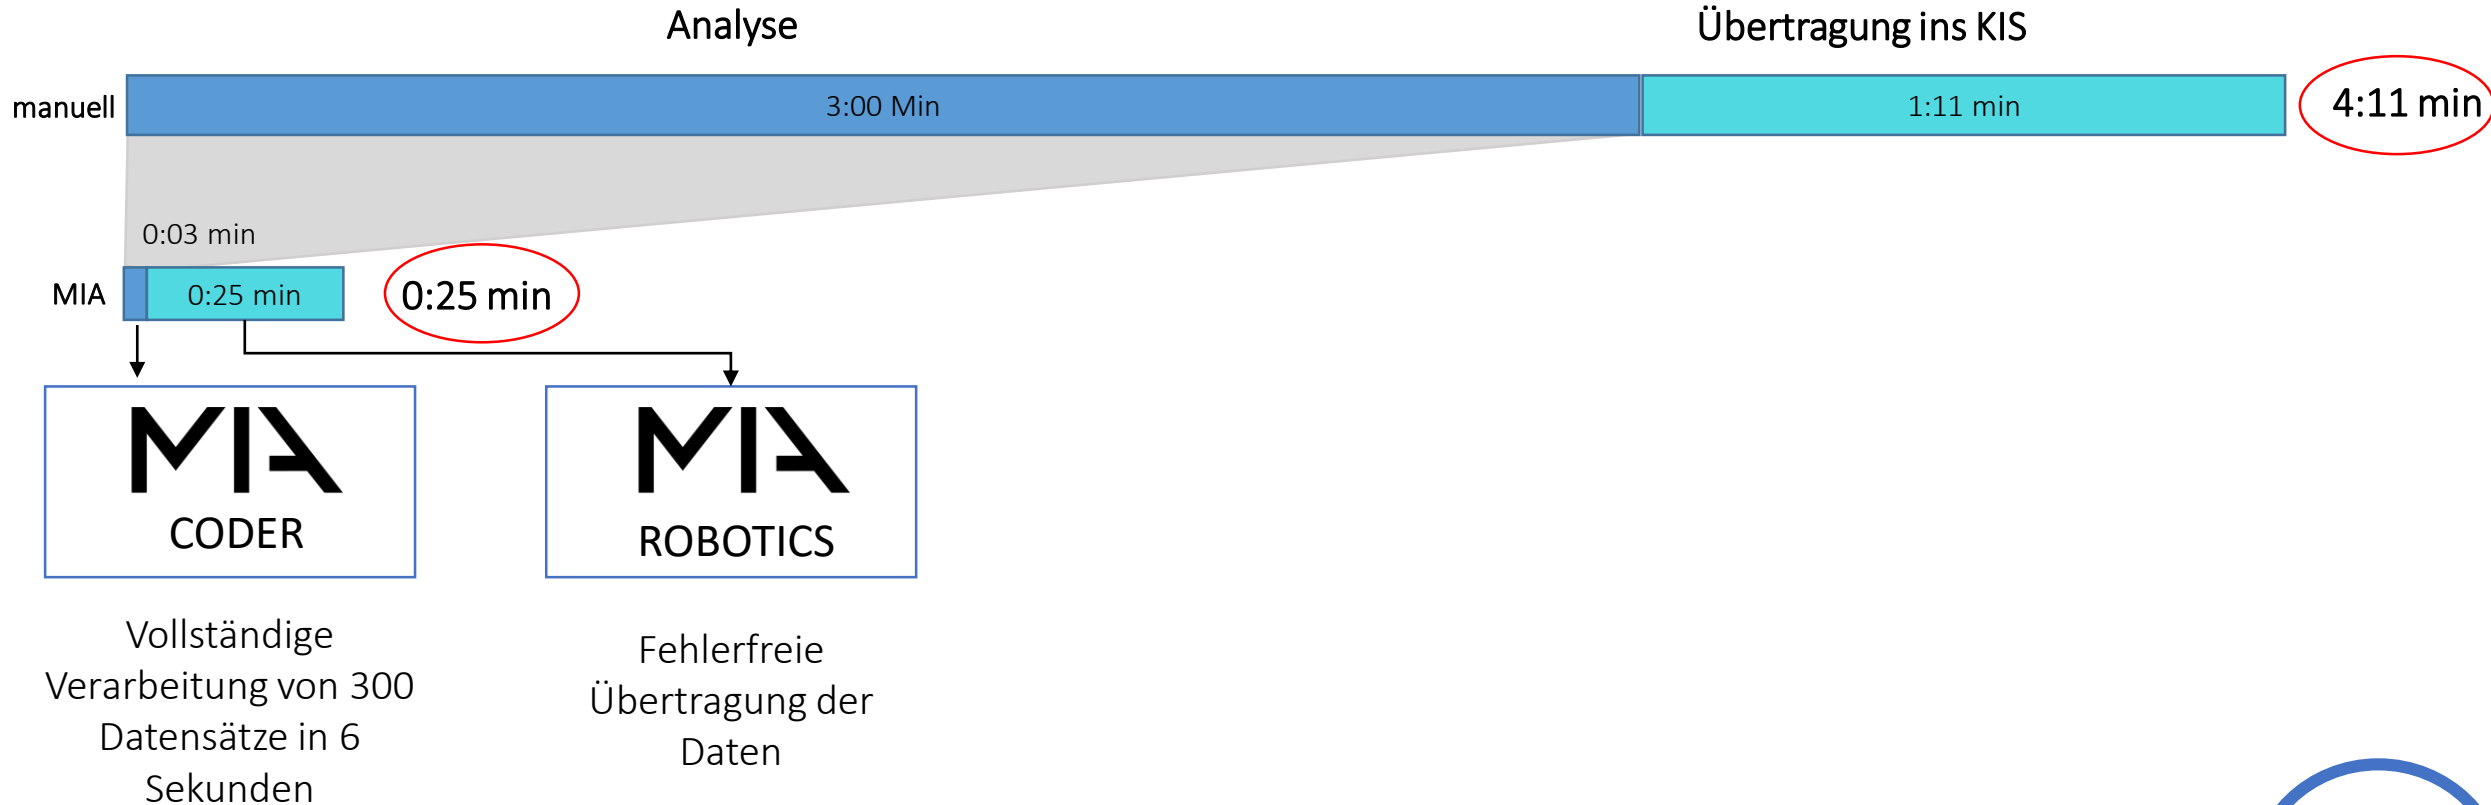 Analyse
Übertragung ins KIS
manuell
3:00 Min
1:11 min
4:11 min
0:03 min
MIA
0:25 min
0:25 min
MIA
CODER
MIA
ROBOTICS
Vollständige
Verarbeitung von 300
Datensätze in 6
Sekunden
Fehlerfreie
Übertragung der
Daten